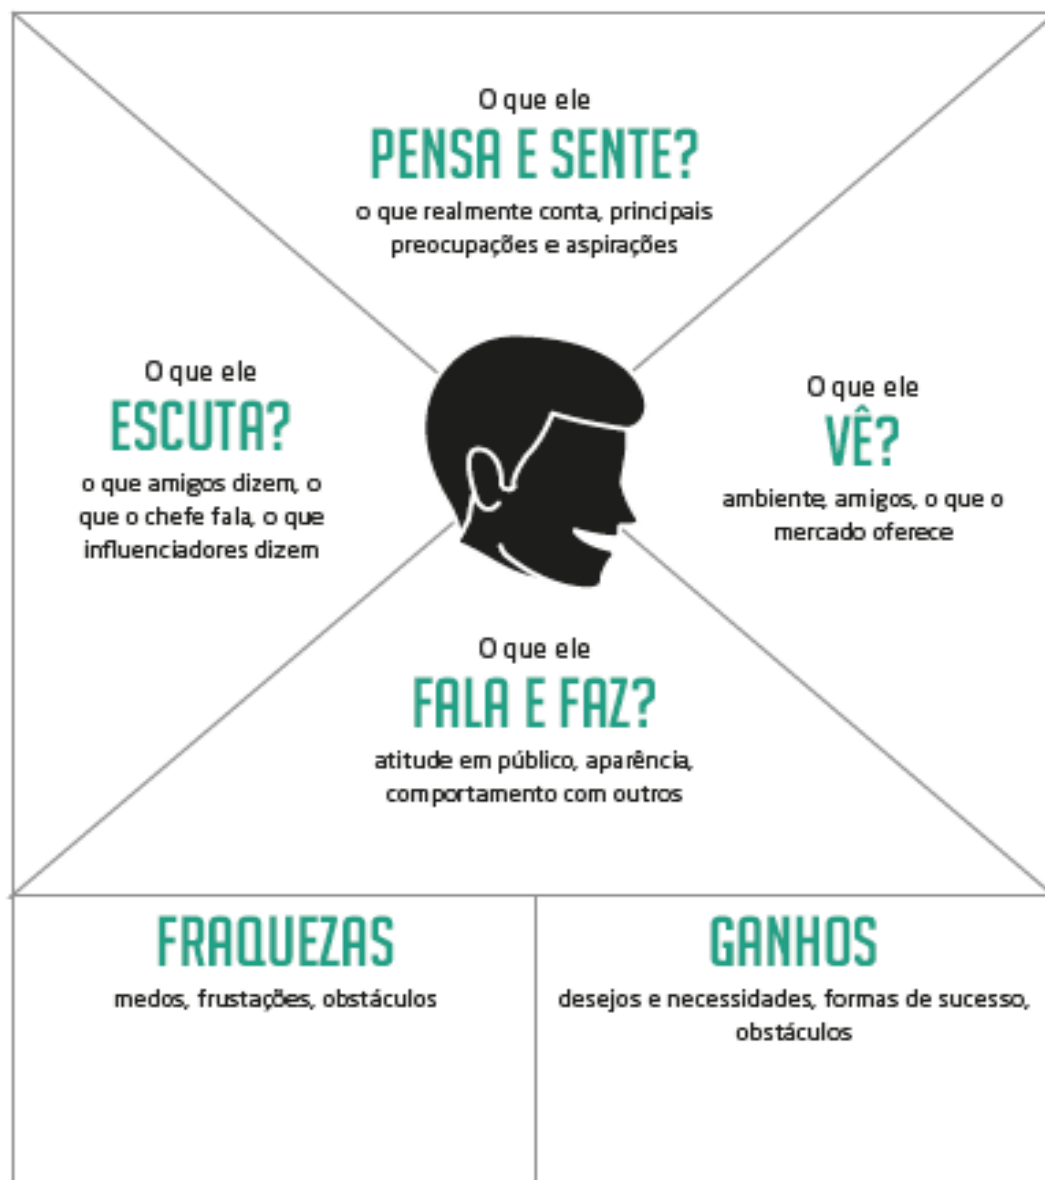 O que ele
PENSA E SENTE?
o que realmente conta, principais
preocupações e aspirações
O que ele
ESCUTA?
o que amigos dizem, o
que o chefe fala, o que
influenciadores dizem
O que ele
VÊ?
ambiente, amigos, o que o
mercado oferece
O que ele
FALA E FAZ?
atitude em público, aparência,
comportamento com outros
FRAQUEZAS
medos, frustações, obstáculos
GANHOS
desejos e necessidades, formas de sucesso,
obstáculos